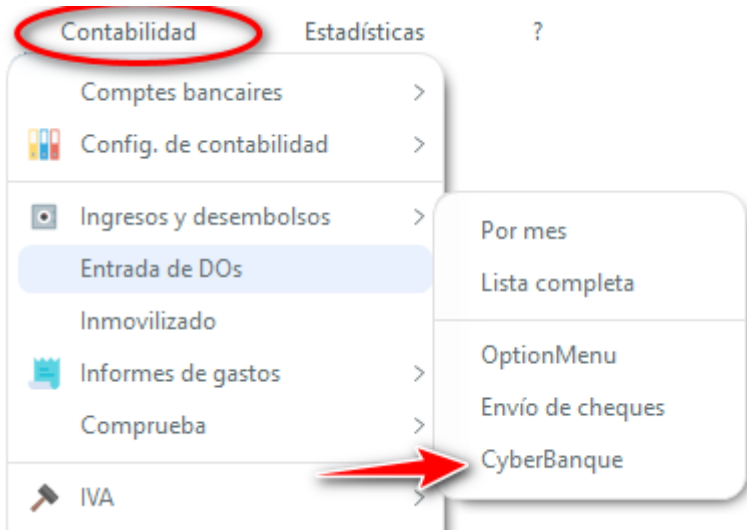 Contabilidad Estadísticas ?
Comptes bancaires
Config. de contabilidad
Ingresos y desembolsos
Entrada de DOs
Inmovilizado
Informes de gastos
Comprueba
IVA
Por mes
Lista completa
OptionMenu
Envío de cheques
CyberBanque